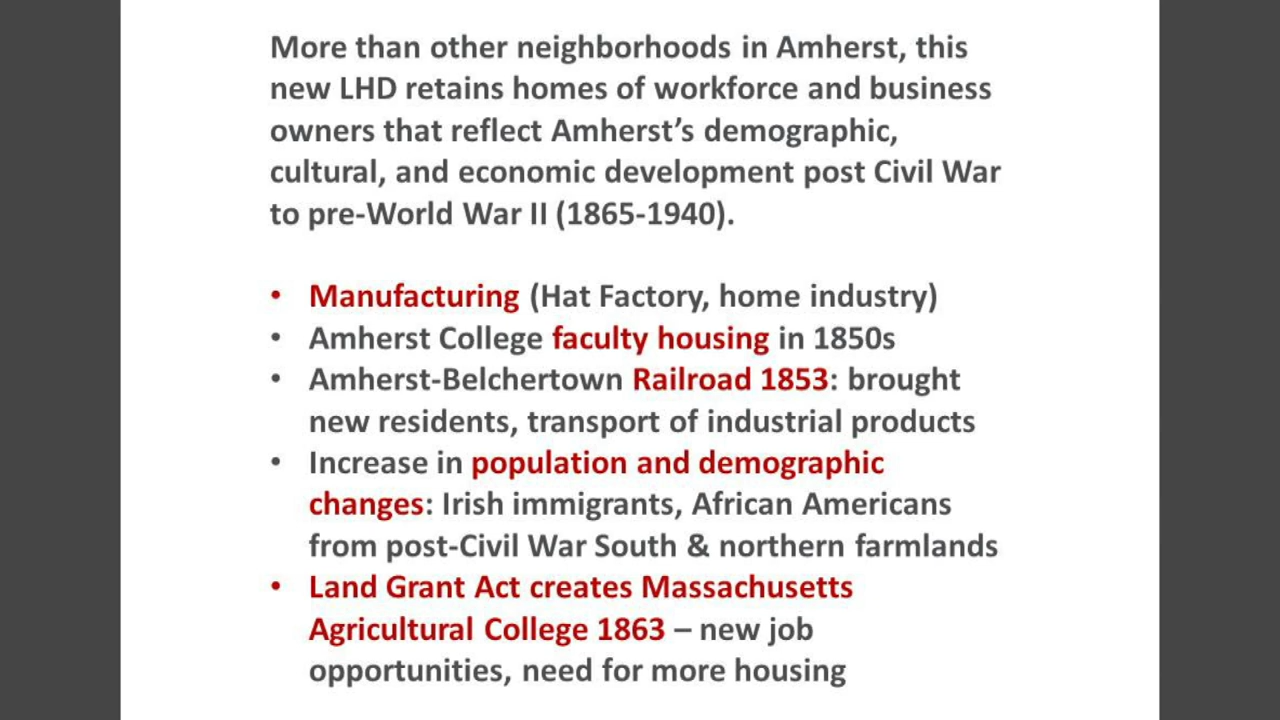 More than other neighborhoods in Amherst, this
new LHD retains homes of workforce and business
owners that reflect Amherst’s demographic,
cultural, and economic development post Civil War
to pre-World War II (1865-1940).
• Manufacturing (Hat Factory, home industry)
• Amherst College faculty housing in 1850s
• Amherst-Belchertown Railroad 1853: brought
new residents, transport of industrial products
• Increase in population and demographic
changes: Irish immigrants, African Americans
from post-Civil War South & northern farmlands
• Land Grant Act creates Massachusetts
Agricultural College 1863 – new job
opportunities, need for more housing